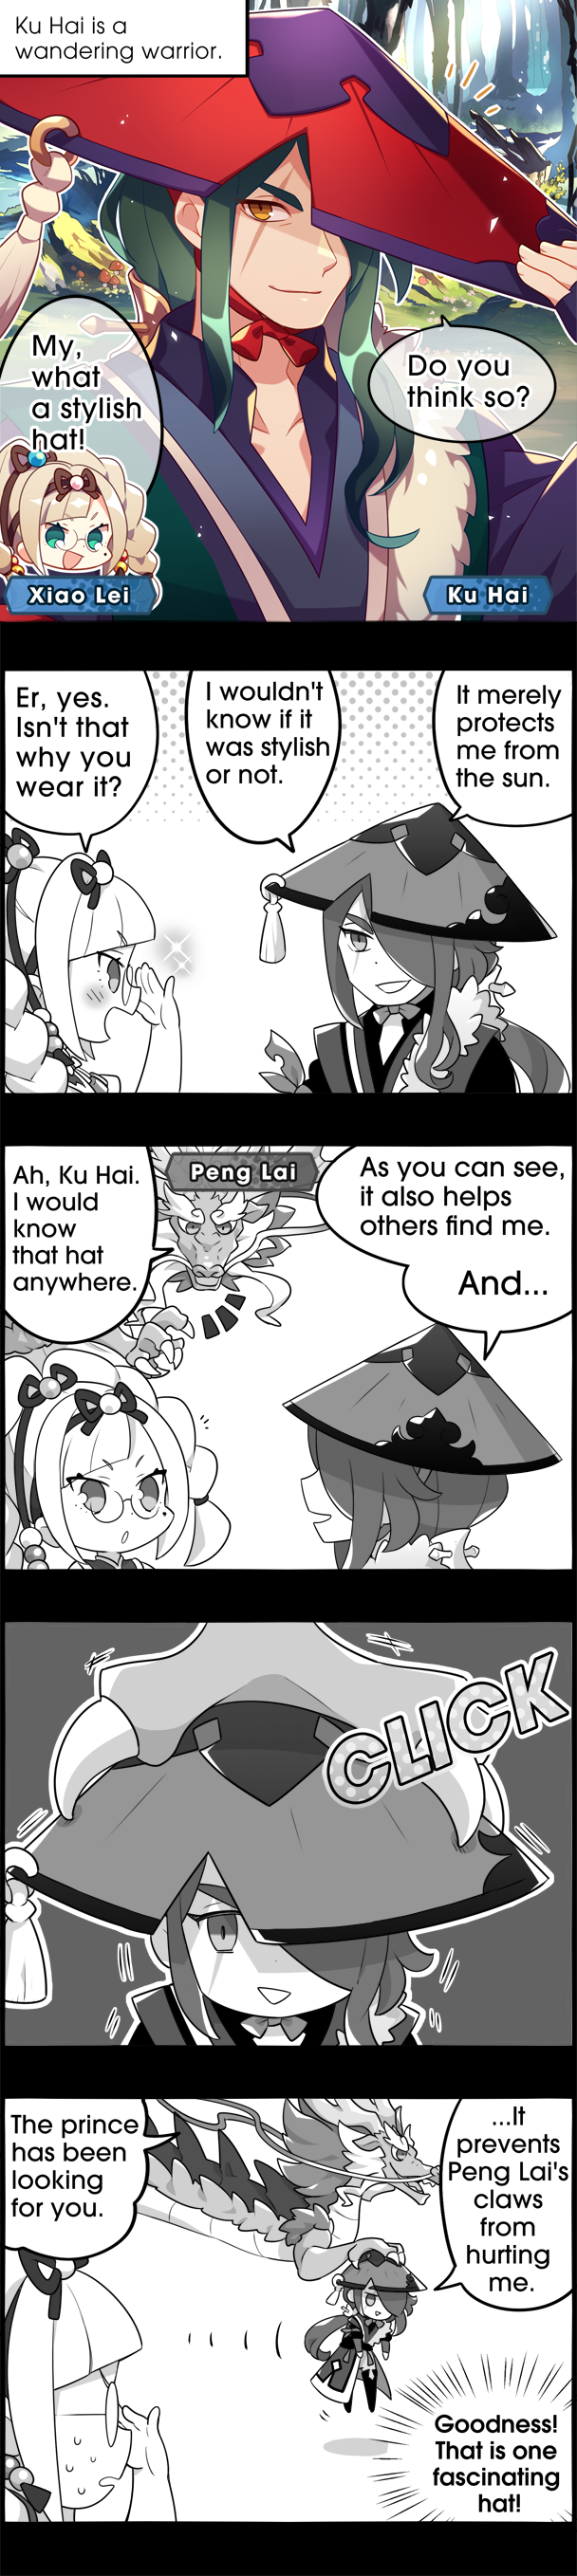 Ku Hai is a
wandering warrior.
My,
what
a stylish
hat!
Do you
think so?
Xiao Lei
Ku Hai
Er, yes.
Isn't that
why you
wear it?
I wouldn't
know if it
was stylish
or not.
It merely
protects
me from
the sun.
Ah, Ku Hai.
I would
know
that hat
anywhere.
Peng Lai
As you can see,
it also helps
others find me.
And...
CLICK
The prince
has been
looking
for you.
...It
prevents
Peng Lai's
claws
from
hurting
me.
Goodness!
That is one
fascinating
hat!